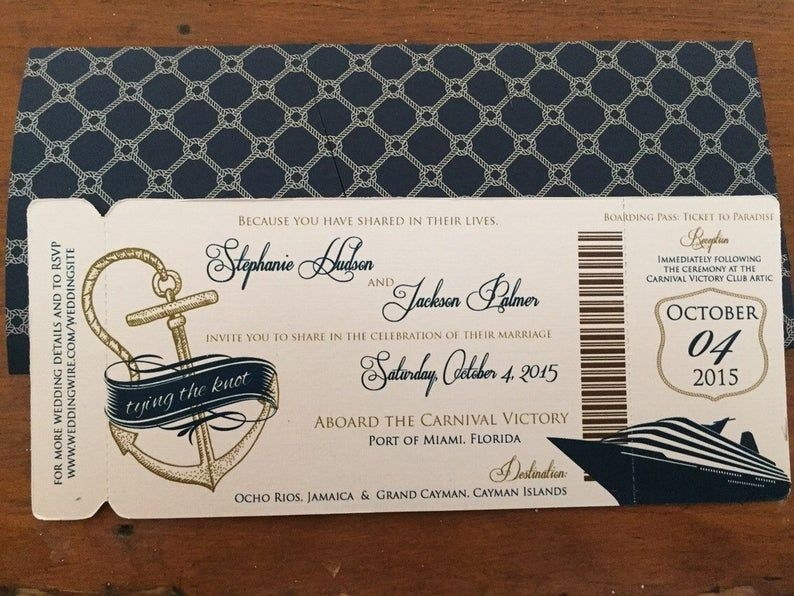 FOR MORE WEDDING DETAILS AND TO RSVP
WWW.WEDDINGWIRE.COM/WEDDINGSITE
tying the knot
BECAUSE YOU HAVE SHARED IN THEIR LIVES,
Stephanie Hudson
AND
Jackson Palmer
INVITE YOU TO SHARE IN THE CELEBRATION OF THEIR MARRIAGE
Saturday, October 4, 2015
ABOARD THE CARNIVAL VICTORY
PORT OF MIAMI, FLORIDA
Destination:
OCHO RIOS, JAMAICA & GRAND CAYMAN, CAYMAN ISLANDS
BOARDING PASS: TICKET TO PARADISE
Reception
IMMEDIATELY FOLLOWING
THE CEREMONY AT THE
CARNIVAL VICTORY CLUB ARTIC
OCTOBER
04
2015